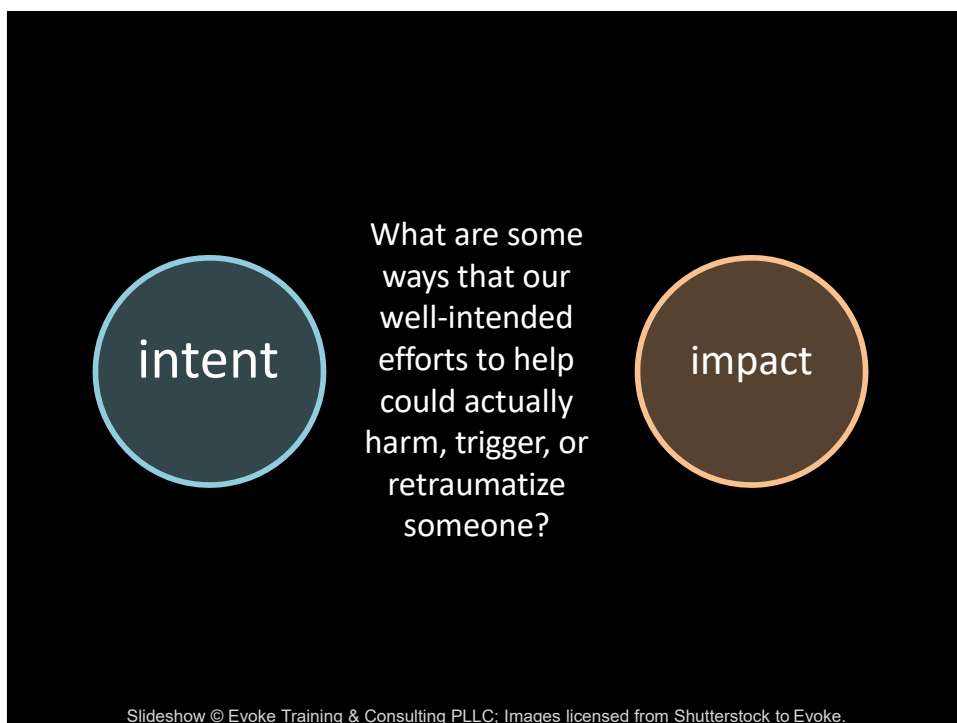 intent
What are some
ways that our
well-intended
efforts to help
could actually
harm, trigger, or
retraumatize
someone?
impact
Slideshow © Evoke Training & Consulting PLLC; Images licensed from Shutterstock to Evoke.